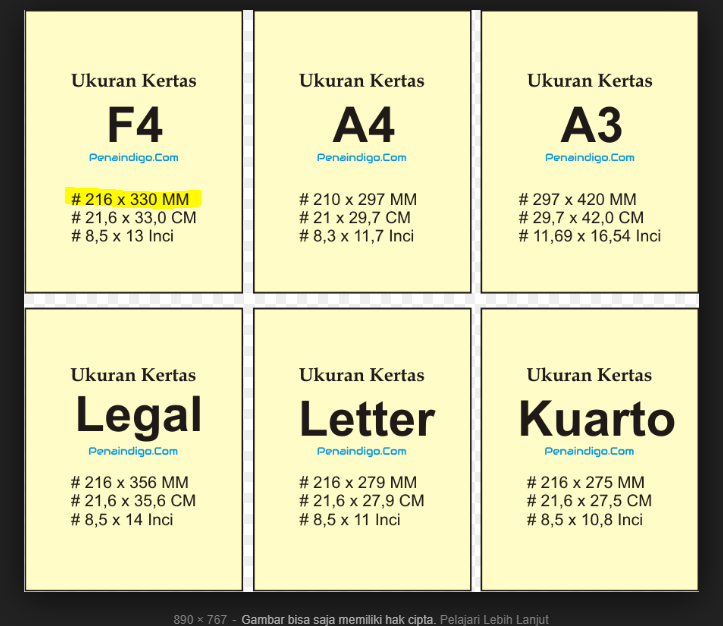 Ukuran Kertas
F4
Penaindigo.Com
# 216 x 330 MM
# 21,6 x 33,0 CM
# 8,5 x 13 Inci
Ukuran Kertas
A4
Penaindigo.Com
# 210 x 297 MM
# 21 x 29,7 CM
# 8,3 x 11,7 Inci
Ukuran Kertas
A3
Penaindigo.Com
# 297 x 420 MM
# 29,7 x 42,0 CM
# 11,69 x 16,54 Inci
Ukuran Kertas
Legal
Penaindigo.Com
# 216 x 356 MM
# 21,6 x 35,6 CM
# 8,5 x 14 Inci
Ukuran Kertas
Letter
Penaindigo.Com
# 216 x 279 MM
# 21,6 x 27,9 CM
# 8,5 x 11 Inci
Ukuran Kertas
Kuarto
Penaindigo.Com
# 216 x 275 MM
# 21,6 x 27,5 CM
# 8,5 x 10,8 Inci
890 × 767 - Gambar bisa saja memiliki hak cipta. Pelajari Lebih Lanjut